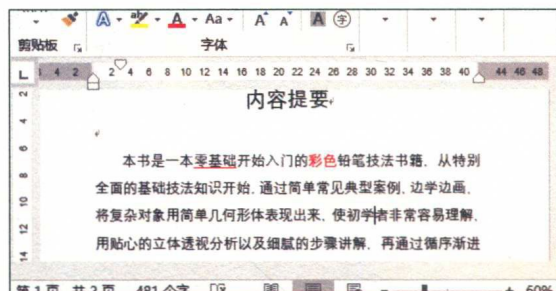 剪贴板 字体
L 4 2 2 4 6 8 10 12 14 16 18 20 22 24 26 28 30 32 34 36 38 40 44 46 48
内容提要
本书是一本零基础开始入门的彩色铅笔技法书籍，从特别
全面的基础技法知识开始，通过简单常见典型案例，边学边画，
将复杂对象用简单几何形体表现出来，使初学者非常容易理解，
用贴心的立体透视分析以及细腻的步骤讲解，再通过循序渐进
第1页 共2页 481个字 60%